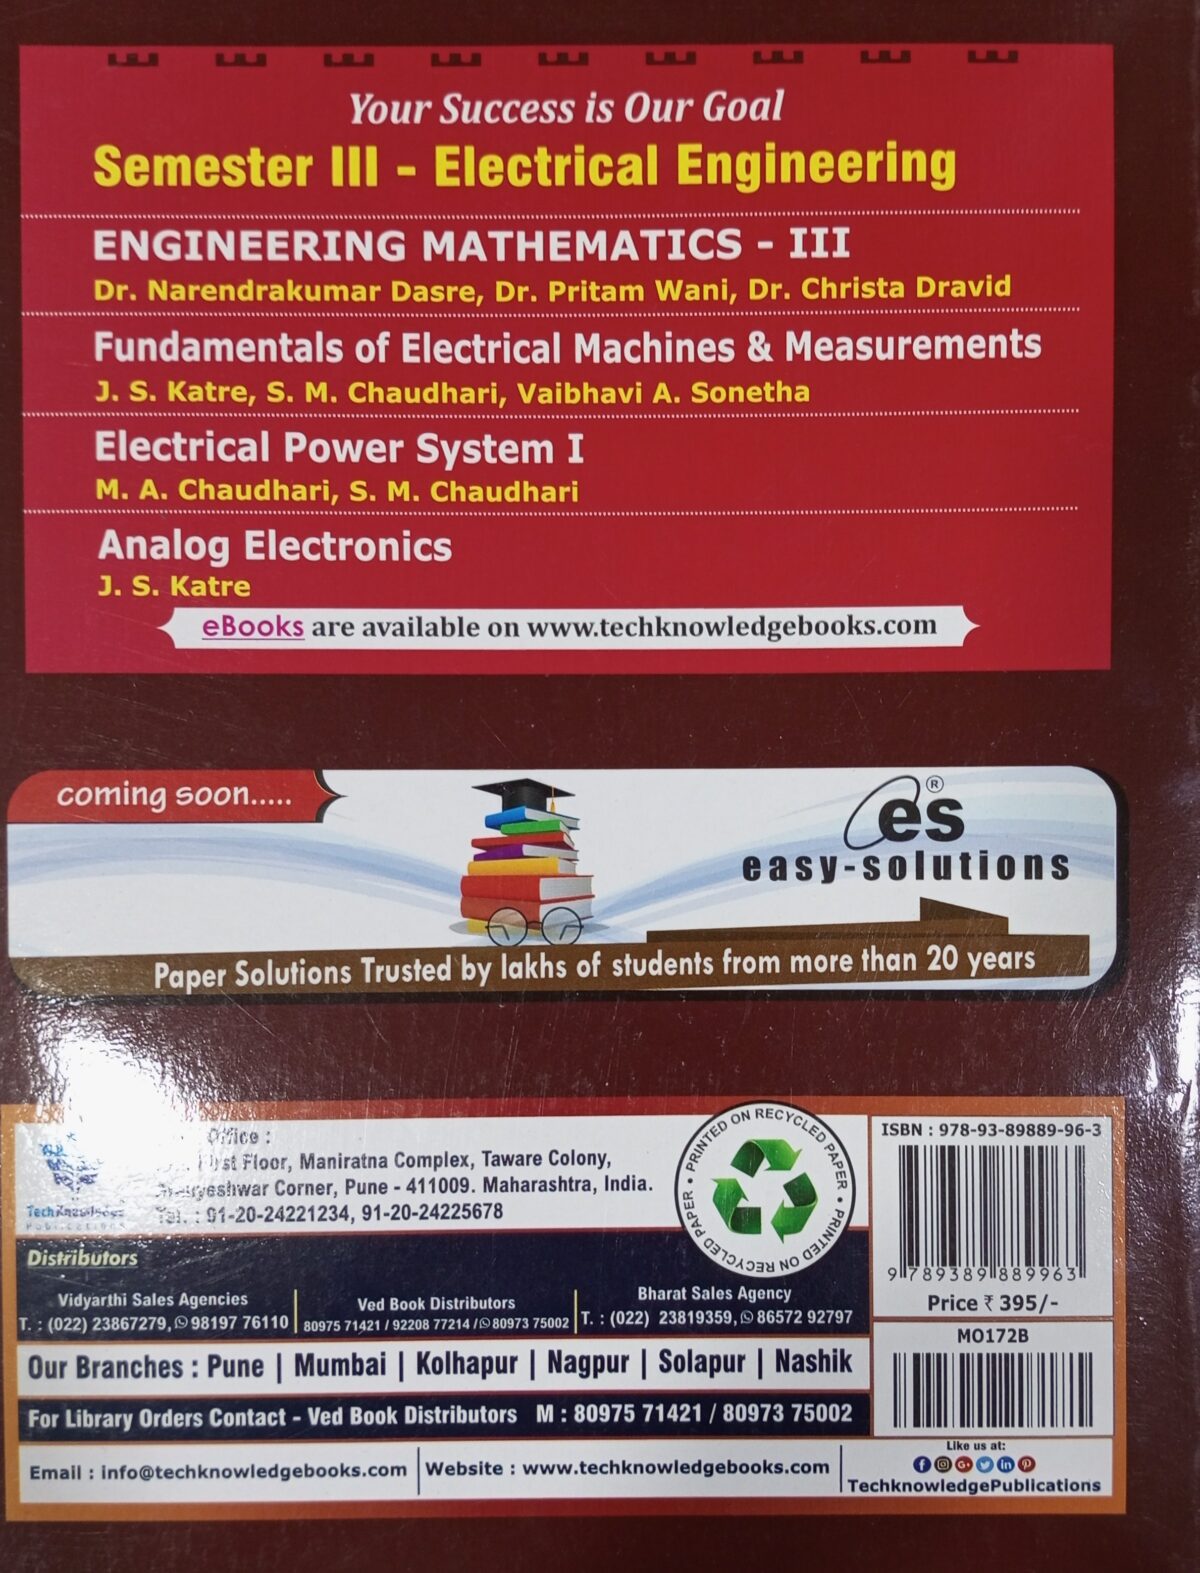 Your Success is Our Goal
Semester III - Electrical Engineering
ENGINEERING MATHEMATICS - III
Dr. Narendrakumar Dasre, Dr. Pritam Wani, Dr. Christa Dravid
Fundamentals of Electrical Machines & Measurements
J. S. Katre, S. M. Chaudhari, Vaibhavi A. Sonetha
Electrical Power System I
M. A. Chaudhari, S. M. Chaudhari
Analog Electronics
J. S. Katre
eBooks are available on www.techknowledgebooks.com
coming soon.....
es ®
easy-solutions
Paper Solutions Trusted by lakhs of students from more than 20 years
Office :
First Floor, Maniratna Complex, Taware Colony,
Corner, Pune - 411009. Maharashtra, India.
Tel. : 91-20-24221234, 91-20-24225678
TechKnowledge
Publications
PRINTED ON RECYCLED PAPER • PRINTED ON RECYCLED PAPER •
ISBN : 978-93-89889-96-3
9 789389 889963
Price ₹ 395/-
MO172B
Distributors
Vidyarthi Sales Agencies
T. : (022) 23867279, 98197 76110
Ved Book Distributors
80975 71421 / 92208 77214 / 80973 75002
Bharat Sales Agency
T. : (022) 23819359, 86572 92797
Our Branches : Pune | Mumbai | Kolhapur | Nagpur | Solapur | Nashik
For Library Orders Contact - Ved Book Distributors M : 80975 71421 / 80973 75002
Email : info@techknowledgebooks.com | Website : www.techknowledgebooks.com
Like us at:
TechknowledgePublications